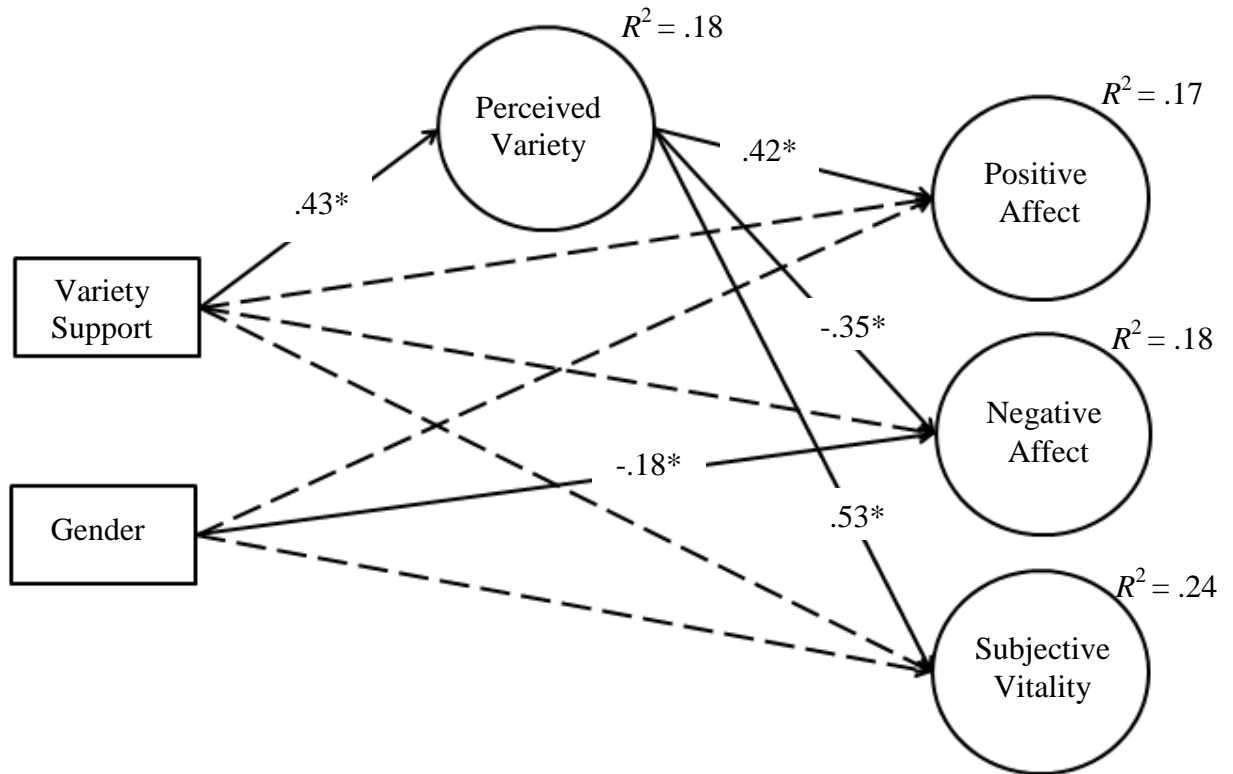 R² = .18
Perceived
Variety
R² = .17
.42*
Positive
Affect
.43*
Variety
Support
-.35*
R² = .18
Negative
Affect
-.18*
Gender
.53*
R² = .24
Subjective
Vitality